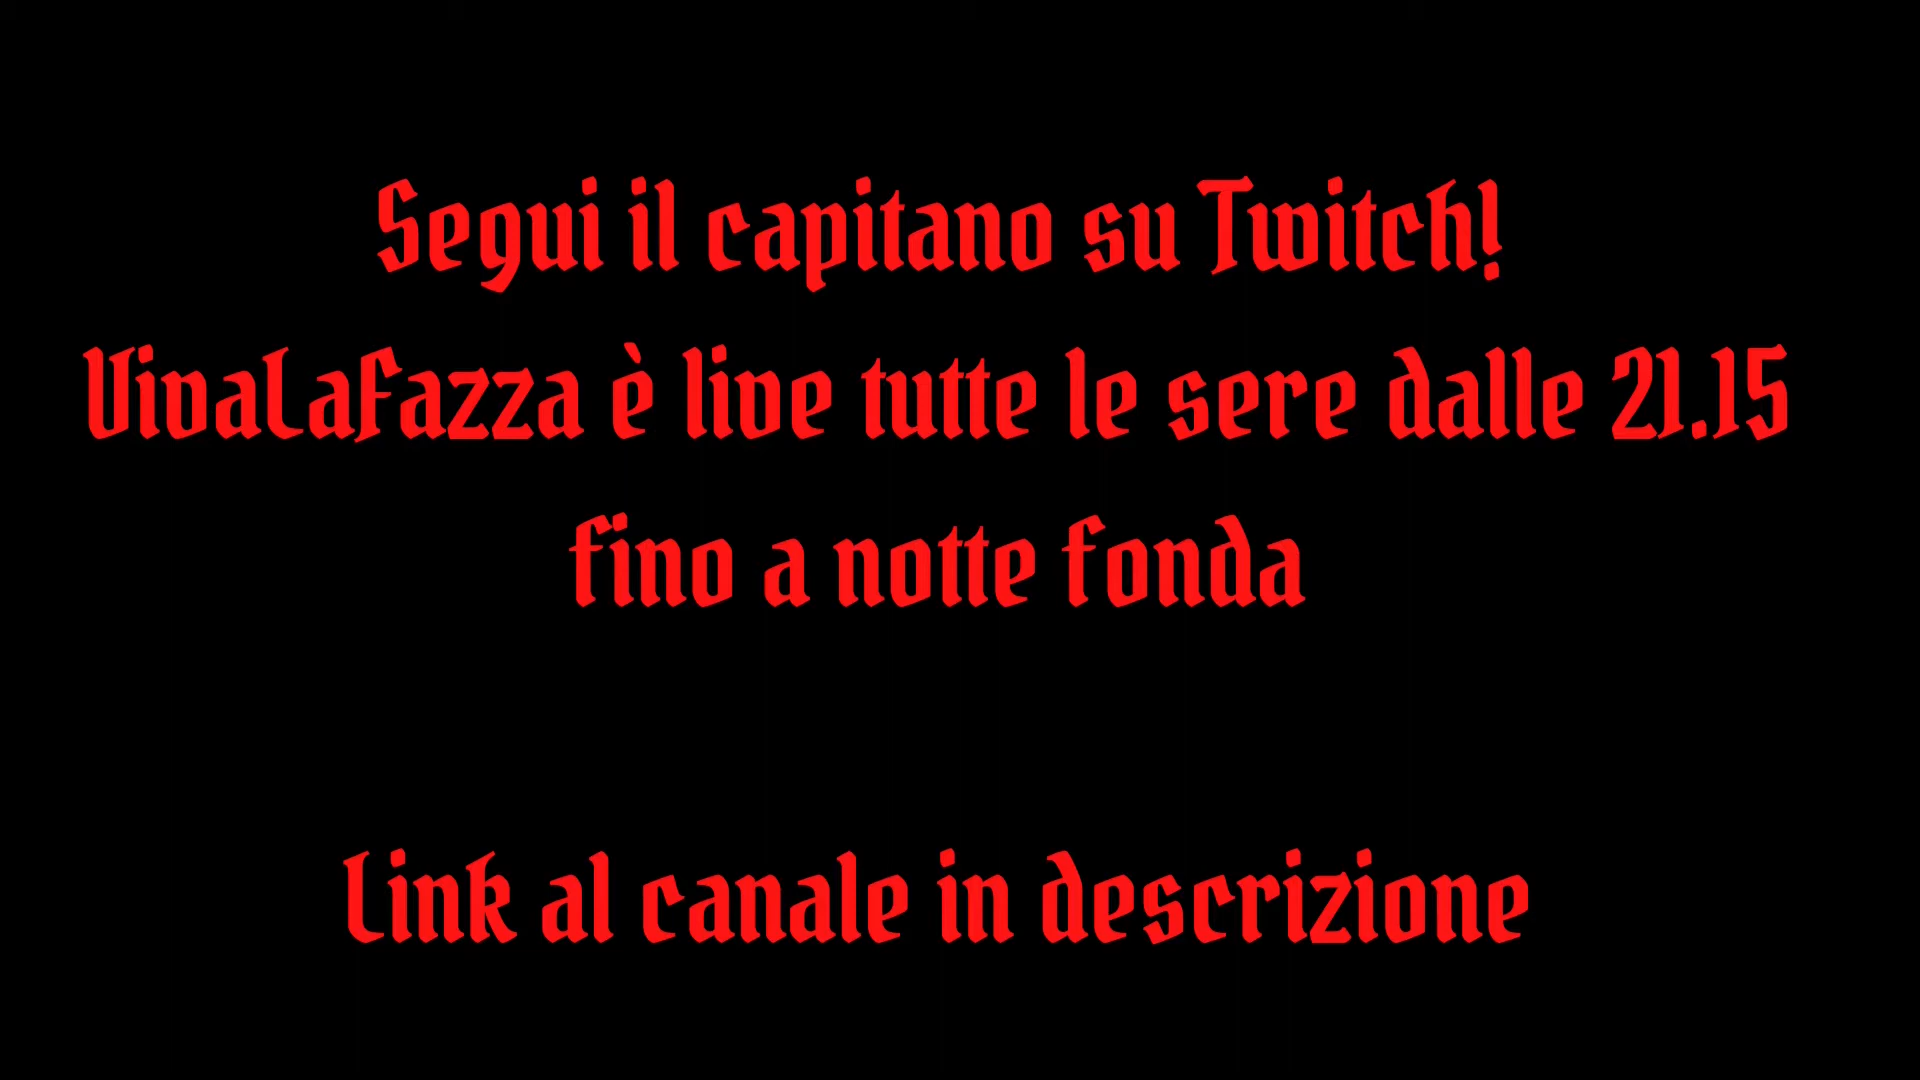 Segui il capitano su Twitch!
VivaLaFazza è live tutte le sere dalle 21.15
fino a notte fonda
Link al canale in descrizione